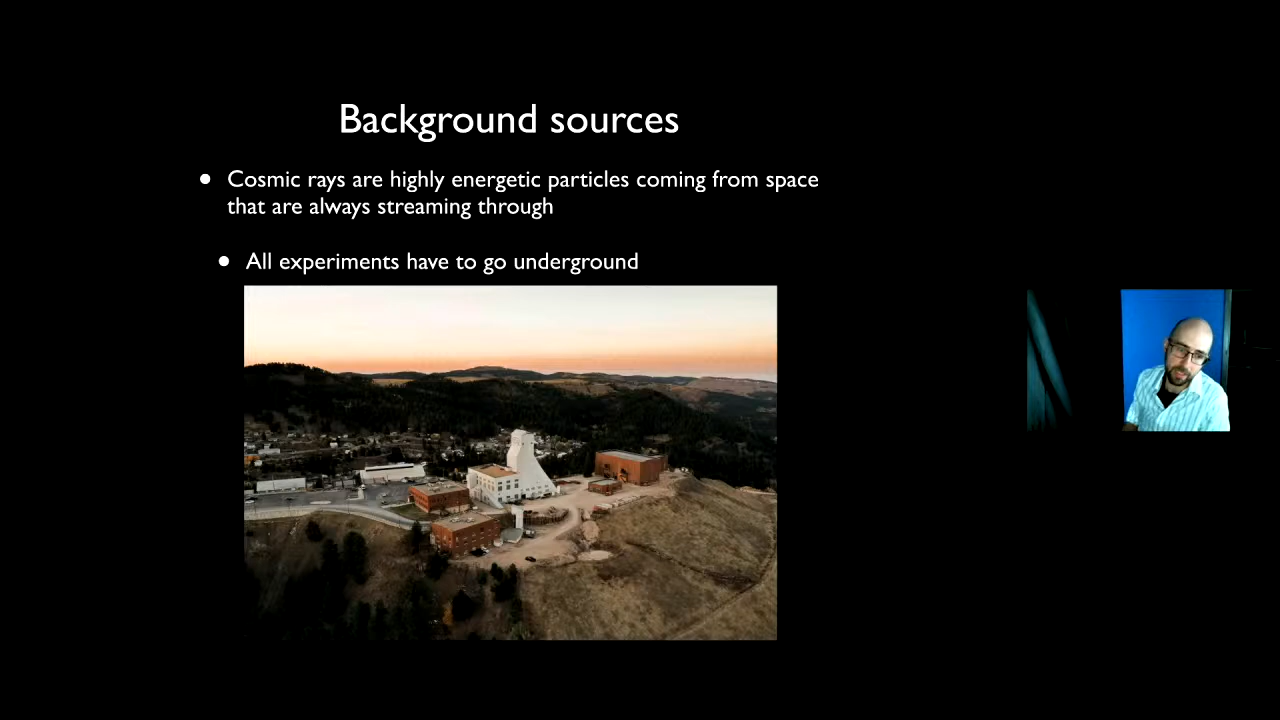 Background sources
● Cosmic rays are highly energetic particles coming from space
that are always streaming through
● All experiments have to go underground